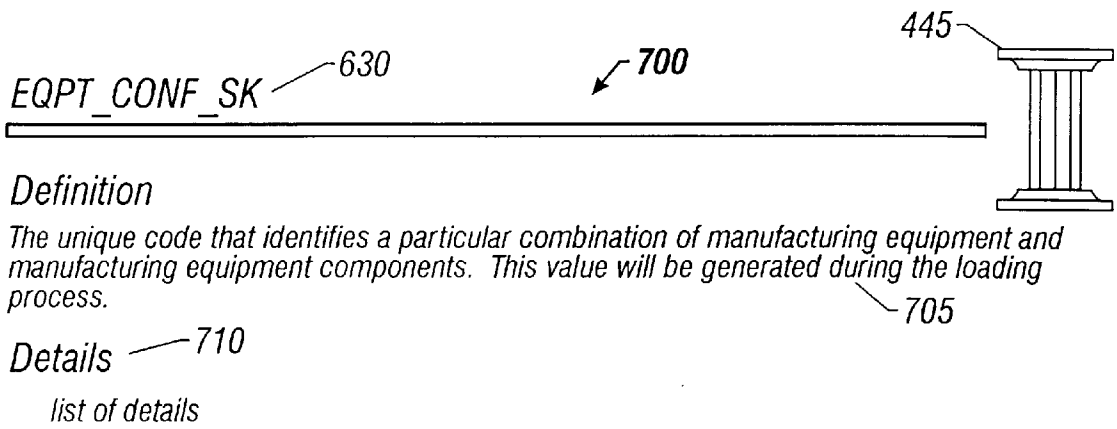 445
630
700
EQPT_CONF_SK
Definition
The unique code that identifies a particular combination of manufacturing equipment and
manufacturing equipment components. This value will be generated during the loading
process.
705
Details
710
list of details